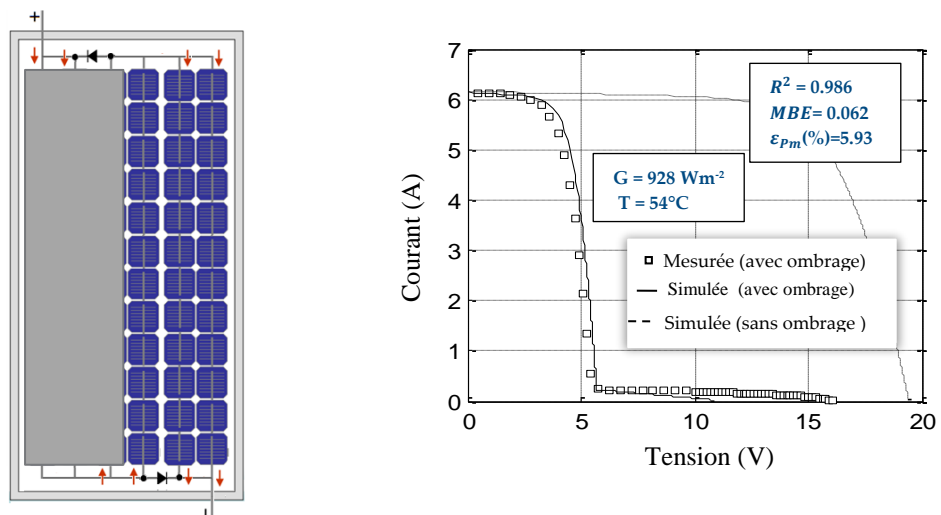 +
7
6
5
4
3
2
1
0
Courant (A)
R² = 0.986
MBE= 0.062
ε_Pm(%)=5.93
G = 928 Wm⁻²
T = 54°C
Mesurée (avec ombrage)
Simulée (avec ombrage)
Simulée (sans ombrage )
0 5 10 15 20
Tension (V)